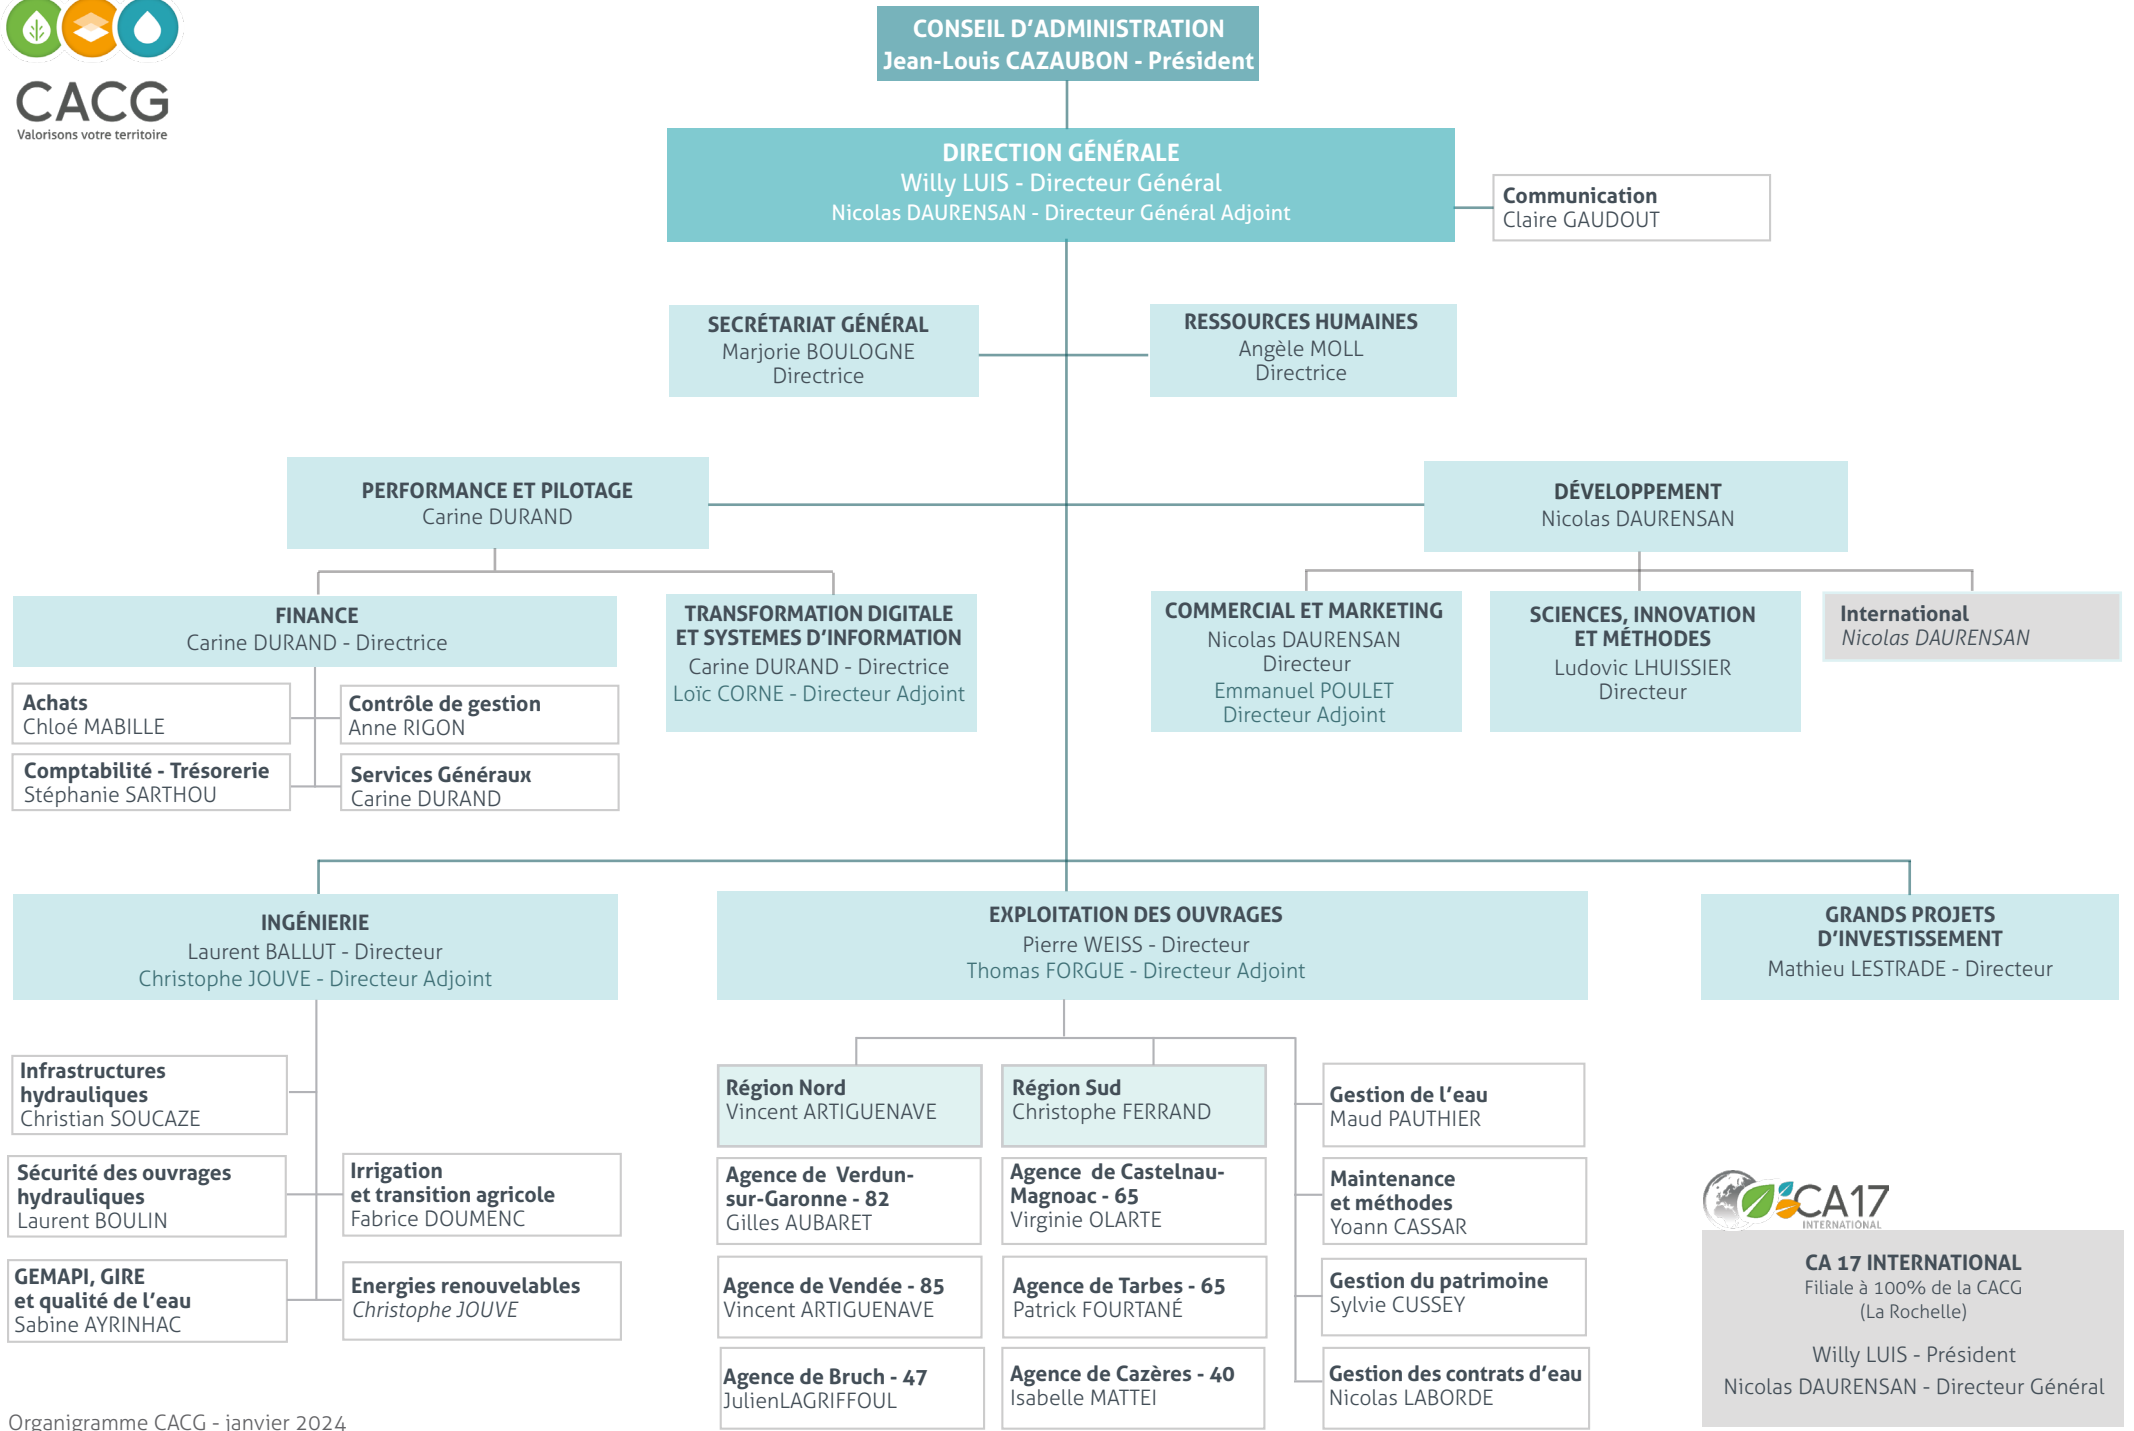 CACG
Valorisons votre territoire
CONSEIL D’ADMINISTRATION
Jean-Louis CAZAUBON - Président
DIRECTION GÉNÉRALE
Willy LUIS - Directeur Général
Nicolas DAURENSAN - Directeur Général Adjoint
Communication
Claire GAUDOUT
SECRÉTARIAT GÉNÉRAL
Marjorie BOULOGNE
Directrice
RESSOURCES HUMAINES
Angèle MOLL
Directrice
PERFORMANCE ET PILOTAGE
Carine DURAND
DÉVELOPPEMENT
Nicolas DAURENSAN
FINANCE
Carine DURAND - Directrice
Achats
Chloé MABILLE
Contrôle de gestion
Anne RIGON
Comptabilité - Trésorerie
Stéphanie SARTHOU
Services Généraux
Carine DURAND
TRANSFORMATION DIGITALE
ET SYSTEMES D’INFORMATION
Carine DURAND - Directrice
Loïc CORNE - Directeur Adjoint
COMMERCIAL ET MARKETING
Nicolas DAURENSAN
Directeur
Emmanuel POULET
Directeur Adjoint
SCIENCES, INNOVATION
ET MÉTHODES
Ludovic LHUISSIER
Directeur
International
Nicolas DAURENSAN
INGÉNIERIE
Laurent BALLUT - Directeur
Christophe JOUVE - Directeur Adjoint
Infrastructures
hydrauliques
Christian SOUCAZE
Sécurité des ouvrages
hydrauliques
Laurent BOULIN
Irrigation
et transition agricole
Fabrice DOUMENC
GEMAPI, GIRE
et qualité de l’eau
Sabine AYRINHAC
Energies renouvelables
Christophe JOUVE
EXPLOITATION DES OUVRAGES
Pierre WEISS - Directeur
Thomas FORGUE - Directeur Adjoint
Région Nord
Vincent ARTIGUENAVE
Agence de  Verdun-
sur-Garonne - 82
Gilles AUBARET
Agence de Vendée - 85
Vincent ARTIGUENAVE
Agence de Bruch - 47
JulienLAGRIFFOUL
Région Sud
Christophe FERRAND
Agence  de Castelnau-
Magnoac - 65
Virginie OLARTE
Agence de Tarbes - 65
Patrick FOURTANÉ
Agence de Cazères - 40
Isabelle MATTEI
Gestion de l’eau
Maud PAUTHIER
Maintenance
et méthodes
Yoann CASSAR
Gestion du patrimoine
Sylvie CUSSEY
Gestion des contrats d’eau
Nicolas LABORDE
GRANDS PROJETS
D’INVESTISSEMENT
Mathieu LESTRADE - Directeur
CA17
INTERNATIONAL
CA 17 INTERNATIONAL
Filiale à 100% de la CACG
(La Rochelle)
Willy LUIS - Président
Nicolas DAURENSAN - Directeur Général
Organigramme CACG - janvier 2024